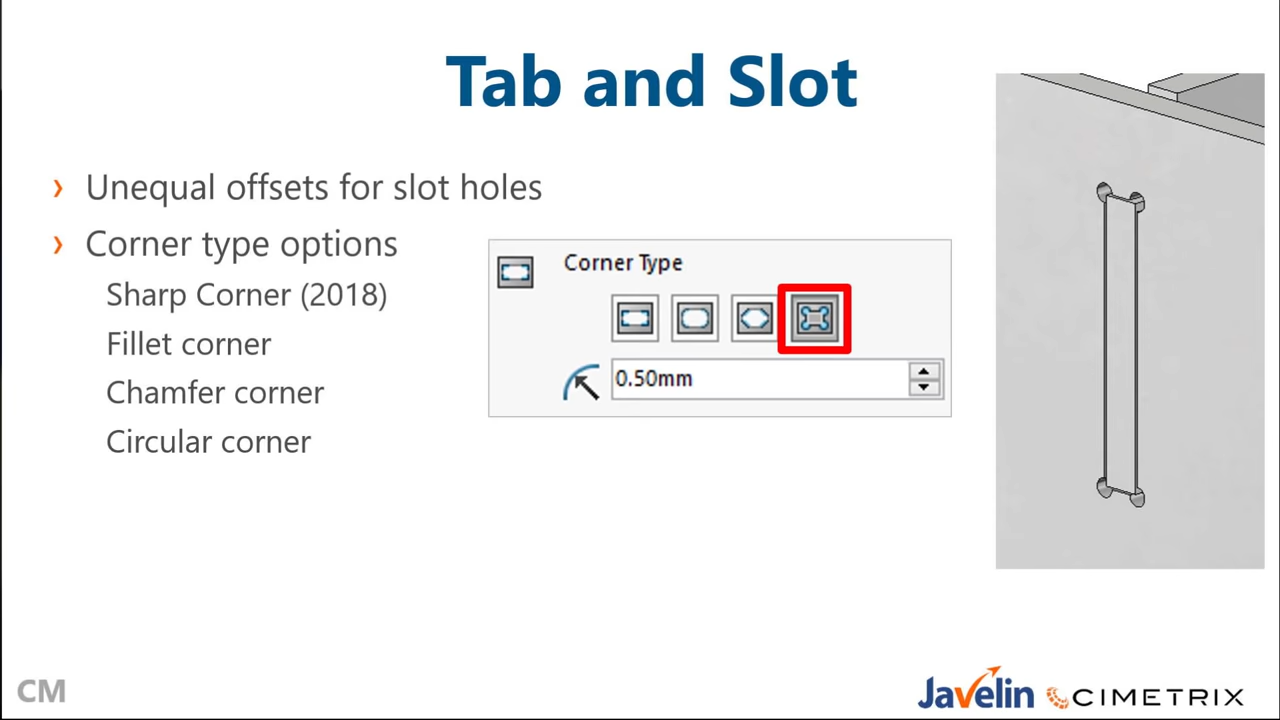 Tab and Slot
› Unequal offsets for slot holes
› Corner type options
Sharp Corner (2018)
Fillet corner
Chamfer corner
Circular corner
Corner Type
0.50mm
CM
Javelin CIMETRIX